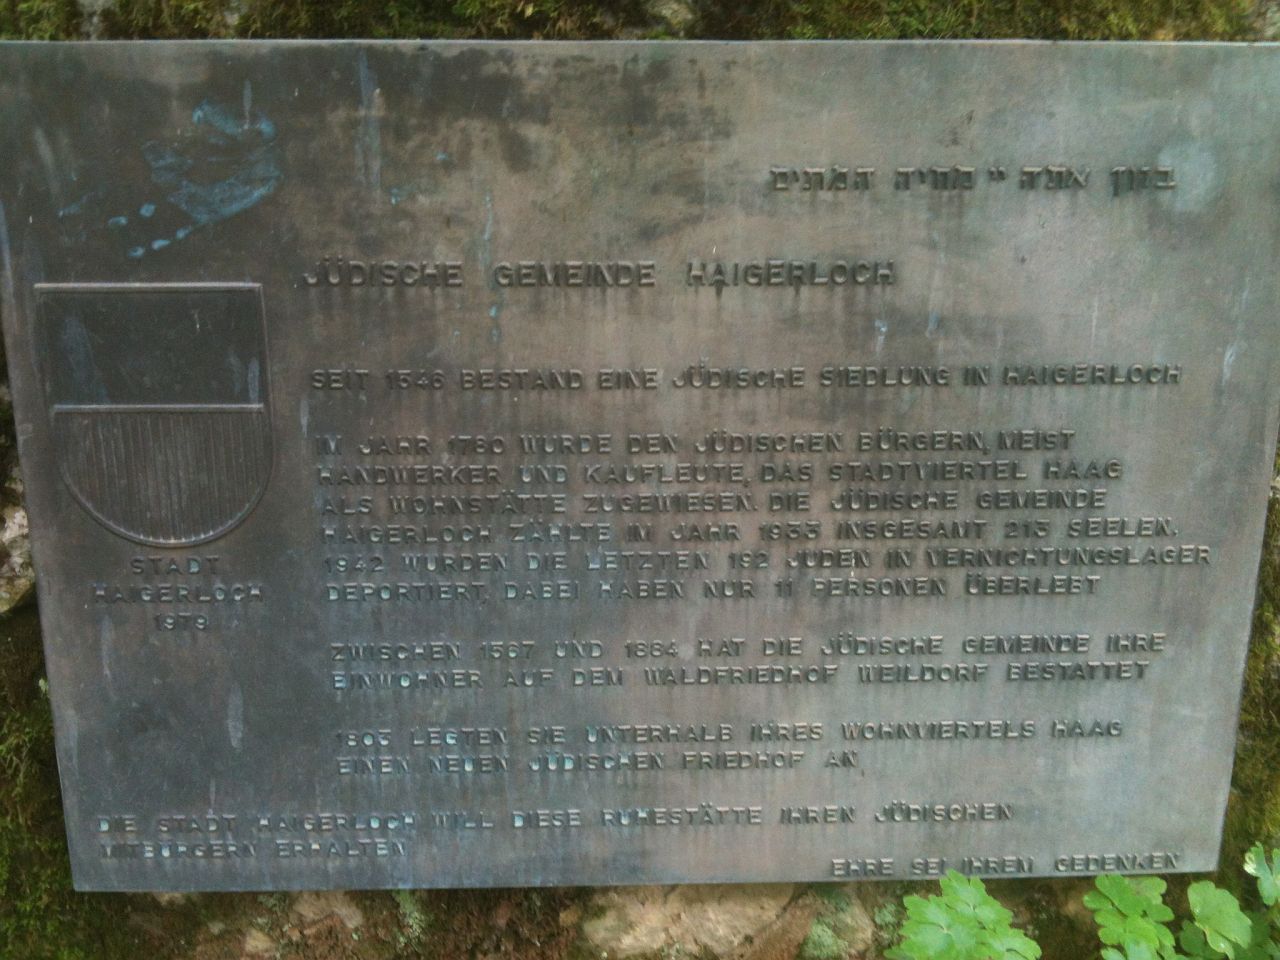 ברוך אתה יי מחיה המתים
JÜDISCHE GEMEINDE HAIGERLOCH
SEIT 1546 BESTAND EINE JÜDISCHE SIEDLUNG IN HAIGERLOCH
IM JAHR 1780 WURDE DEN JÜDISCHEN BÜRGERN, MEIST
HANDWERKER UND KAUFLEUTE, DAS STADTVIERTEL HAAG
ALS WOHNSTÄTTE ZUGEWIESEN. DIE JÜDISCHE GEMEINDE
HAIGERLOCH ZÄHLTE IM JAHR 1933 INSGESAMT 213 SEELEN.
1942 WURDEN DIE LETZTEN 192 JUDEN IN VERNICHTUNGSLAGER
DEPORTIERT. DABEI HABEN NUR 11 PERSONEN ÜBERLEBT
ZWISCHEN 1567 UND 1884 HAT DIE JÜDISCHE GEMEINDE IHRE
EINWOHNER AUF DEM WALDFRIEDHOF WEILDORF BESTATTET
1803 LEGTEN SIE UNTERHALB IHRES WOHNVIERTELS HAAG
EINEN NEUEN JÜDISCHEN FRIEDHOF AN
DIE STADT HAIGERLOCH WILL DIESE RUHESTÄTTE IHREN JÜDISCHEN
MITBÜRGERN ERHALTEN
EHRE SEI IHREM GEDENKEN
STADT
HAIGERLOCH
1979